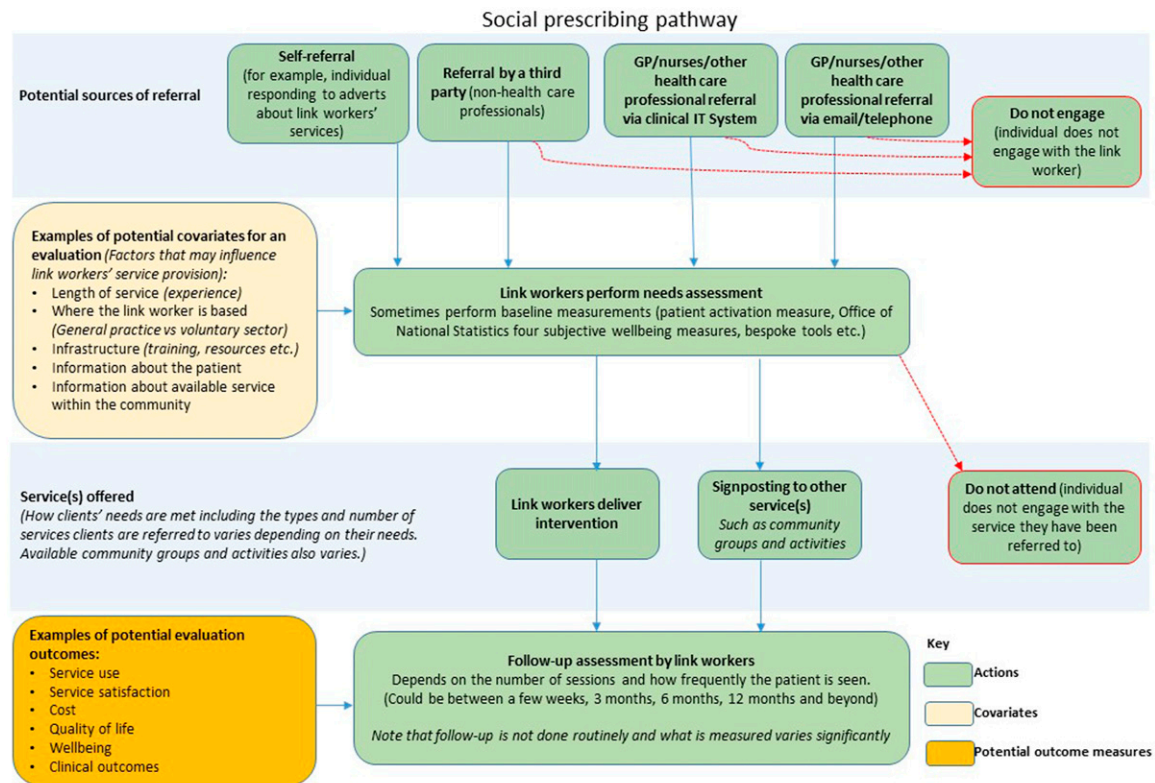 Social prescribing pathway
Potential sources of referral
Self-referral
(for example, individual
responding to adverts
about link workers'
services)
Referral by a third
party (non-health care
professionals)
GP/nurses/other
health care
professional referral
via clinical IT System
GP/nurses/other
health care
professional referral
via email/telephone
Do not engage
(individual does not
engage with the link
worker)
Examples of potential covariates for an
evaluation (Factors that may influence
link workers' service provision):
• Length of service (experience)
• Where the link worker is based
(General practice vs voluntary sector)
• Infrastructure (training, resources etc.)
• Information about the patient
• Information about available service
within the community
Link workers perform needs assessment
Sometimes perform baseline measurements (patient activation measure, Office of
National Statistics four subjective wellbeing measures, bespoke tools etc.)
Service(s) offered
(How clients' needs are met including the types and number of
services clients are referred to varies depending on their needs.
Available community groups and activities also varies.)
Link workers deliver
intervention
Signposting to other
service(s)
Such as community
groups and activities
Do not attend (individual
does not engage with the
service they have been
referred to)
Examples of potential evaluation
outcomes:
• Service use
• Service satisfaction
• Cost
• Quality of life
• Wellbeing
• Clinical outcomes
Follow-up assessment by link workers
Depends on the number of sessions and how frequently the patient is seen.
(Could be between a few weeks, 3 months, 6 months, 12 months and beyond)
Note that follow-up is not done routinely and what is measured varies significantly
Key
Actions
Covariates
Potential outcome measures